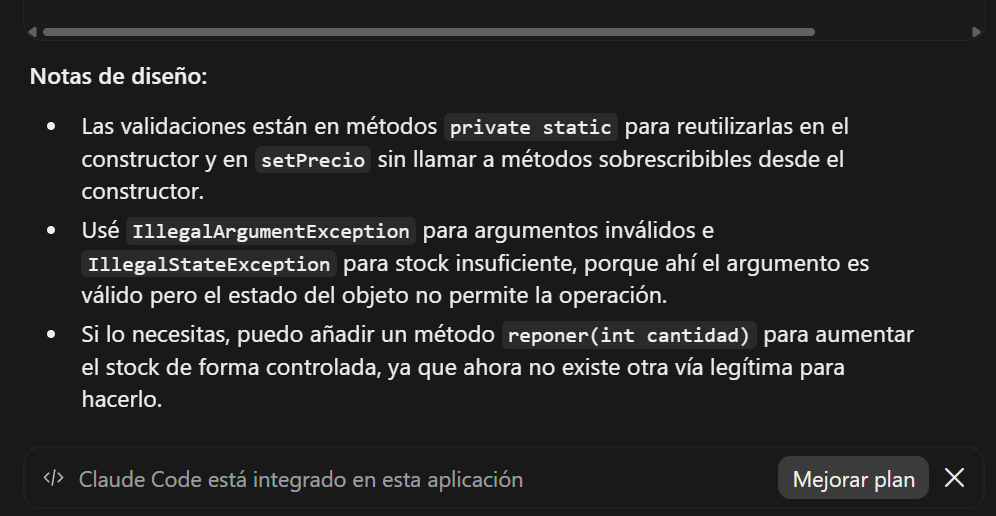 Notas de diseño:
• Las validaciones están en métodos private static para reutilizarlas en el
constructor y en setPrecio sin llamar a métodos sobrescribibles desde el
constructor.
• Usé IllegalArgumentException para argumentos inválidos e
IllegalStateException para stock insuficiente, porque ahí el argumento es
válido pero el estado del objeto no permite la operación.
• Si lo necesitas, puedo añadir un método reponer(int cantidad) para aumentar
el stock de forma controlada, ya que ahora no existe otra vía legítima para
hacerlo.
</> Claude Code está integrado en esta aplicación Mejorar plan